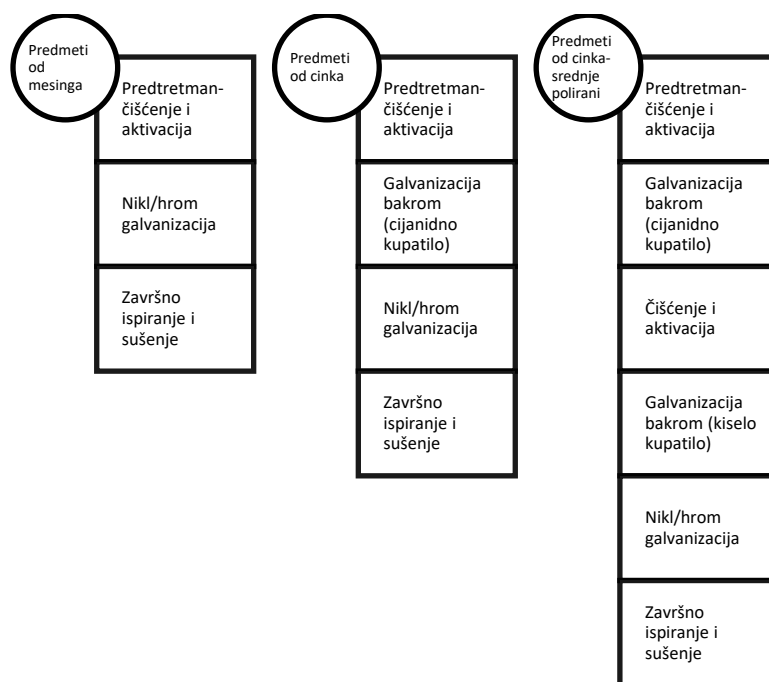 Predmeti
od
mesinga
Predtretman-
čišćenje i
aktivacija
Nikl/hrom
galvanizacija
Završno
ispiranje i
sušenje
Predmeti
od cinka
Predtretman-
čišćenje i
aktivacija
Galvanizacija
bakrom
(cijanidno
kupatilo)
Nikl/hrom
galvanizacija
Završno
ispiranje i
sušenje
Predmeti
od cinka-
srednje
polirani
Predtretman-
čišćenje i
aktivacija
Galvanizacija
bakrom
(cijanidno
kupatilo)
Čišćenje i
aktivacija
Galvanizacija
bakrom (kiselo
kupatilo)
Nikl/hrom
galvanizacija
Završno
ispiranje i
sušenje